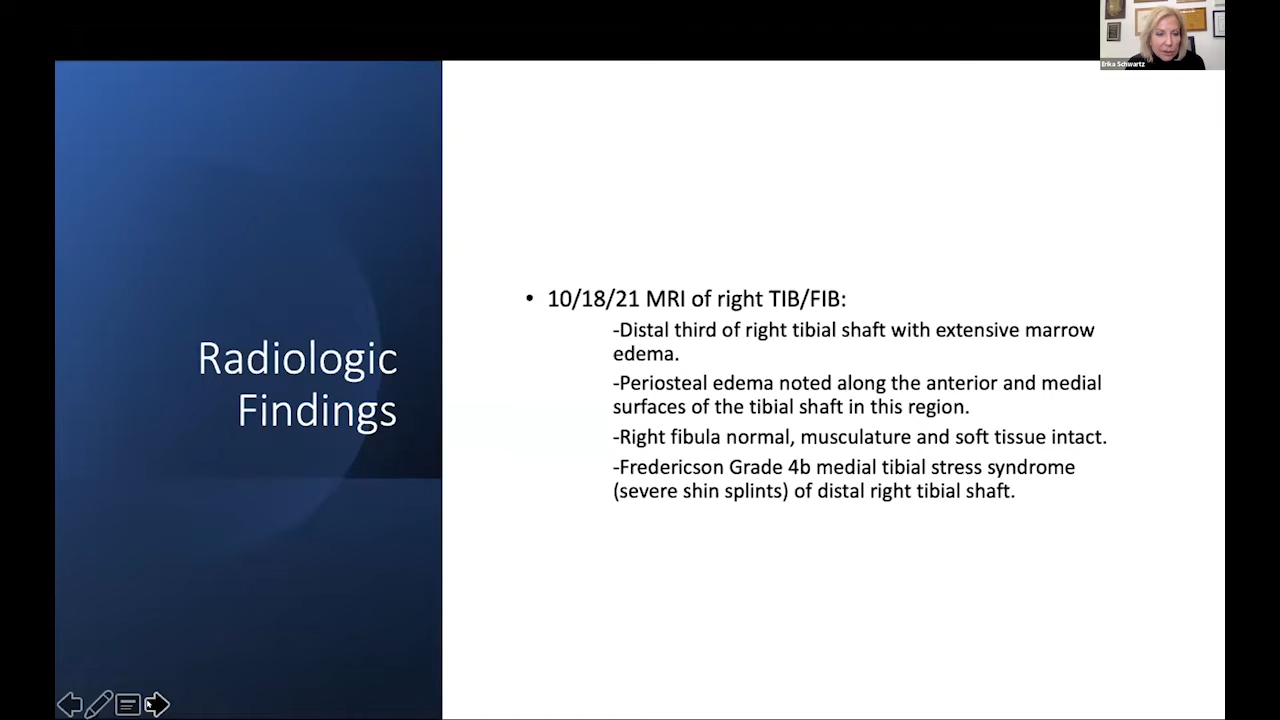 Erika Schwartz
Radiologic
Findings
• 10/18/21 MRI of right TIB/FIB:
-Distal third of right tibial shaft with extensive marrow
edema.
-Periosteal edema noted along the anterior and medial
surfaces of the tibial shaft in this region.
-Right fibula normal, musculature and soft tissue intact.
-Fredericson Grade 4b medial tibial stress syndrome
(severe shin splints) of distal right tibial shaft.